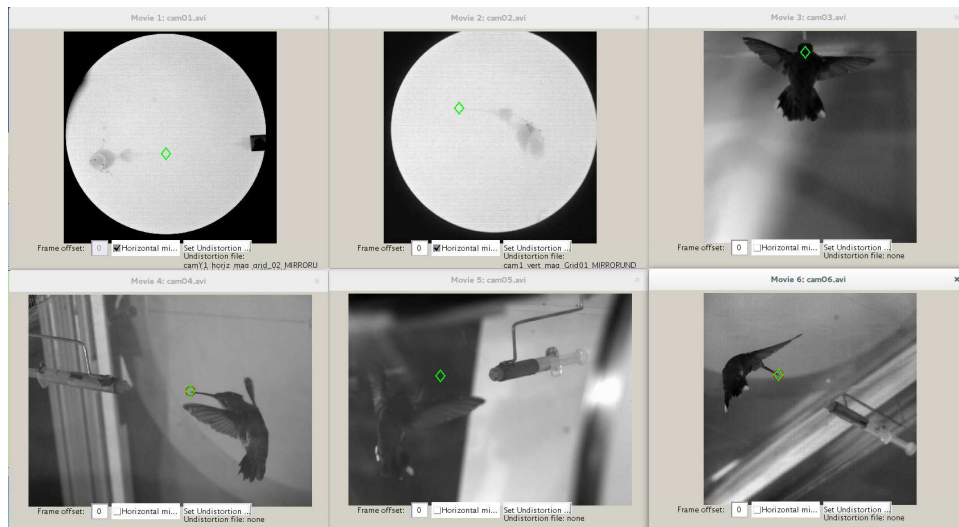 Movie 1: cam01.avi
Movie 2: cam02.avi
Movie 3: cam03.avi
Frame offset: 0 Horizontal mi... Set Undistortion ...
Undistortion file:
camY1_horiz_mag_grid_02_MIRRORU
Frame offset: 0 Horizontal mi... Set Undistortion ...
Undistortion file:
cam1_vert_mag_Grid01_MIRRORUND
Frame offset: 0 Horizontal mi... Set Undistortion ...
Undistortion file: none
Movie 4: cam04.avi
Movie 5: cam05.avi
Movie 6: cam06.avi
Frame offset: 0 Horizontal mi... Set Undistortion ...
Undistortion file: none
Frame offset: 0 Horizontal mi... Set Undistortion ...
Undistortion file: none
Frame offset: 0 Horizontal mi... Set Undistortion ...
Undistortion file: none